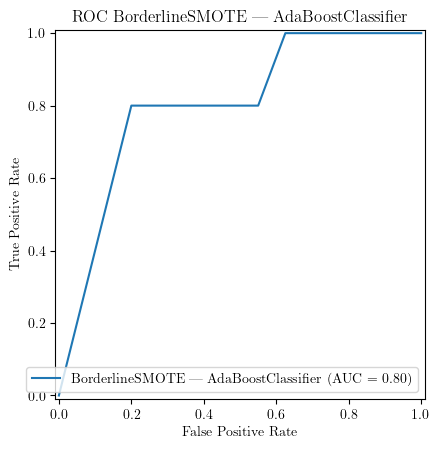 ROC BorderlineSMOTE — AdaBoostClassifier
1.0
0.8
0.6
0.4
0.2
0.0
True Positive Rate
BorderlineSMOTE — AdaBoostClassifier (AUC = 0.80)
0.0 0.2 0.4 0.6 0.8 1.0
False Positive Rate